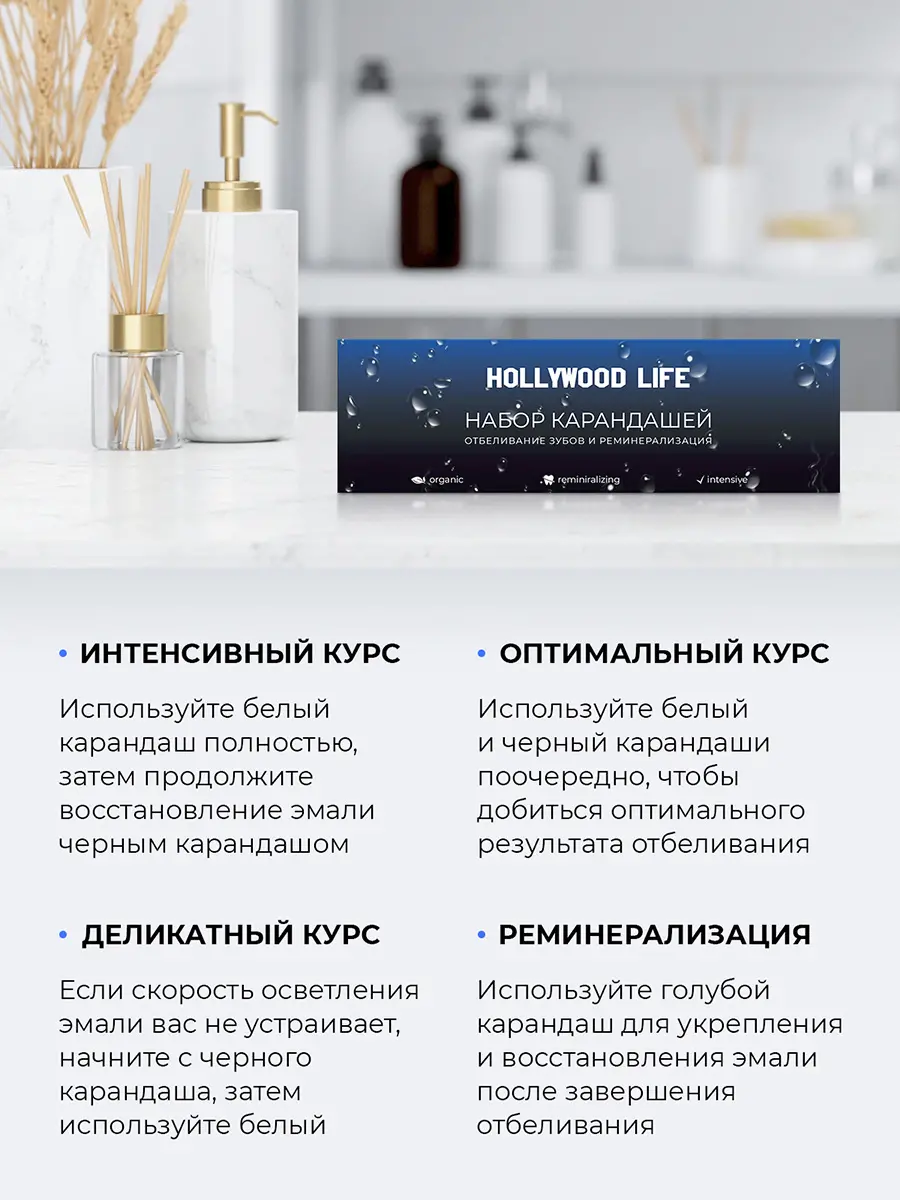 HOLLYWOOD LIFE
НАБОР КАРАНДАШЕЙ
ОТБЕЛИВАНИЕ ЗУБОВ И РЕМИНЕРАЛИЗАЦИЯ
organic reminiralizing intensive
• ИНТЕНСИВНЫЙ КУРС
Используйте белый
карандаш полностью,
затем продолжите
восстановление эмали
черным карандашом
• ОПТИМАЛЬНЫЙ КУРС
Используйте белый
и черный карандаши
поочередно, чтобы
добиться оптимального
результата отбеливания
• ДЕЛИКАТНЫЙ КУРС
Если скорость осветления
эмали вас не устраивает,
начните с черного
карандаша, затем
используйте белый
• РЕМИНЕРАЛИЗАЦИЯ
Используйте голубой
карандаш для укрепления
и восстановления эмали
после завершения
отбеливания